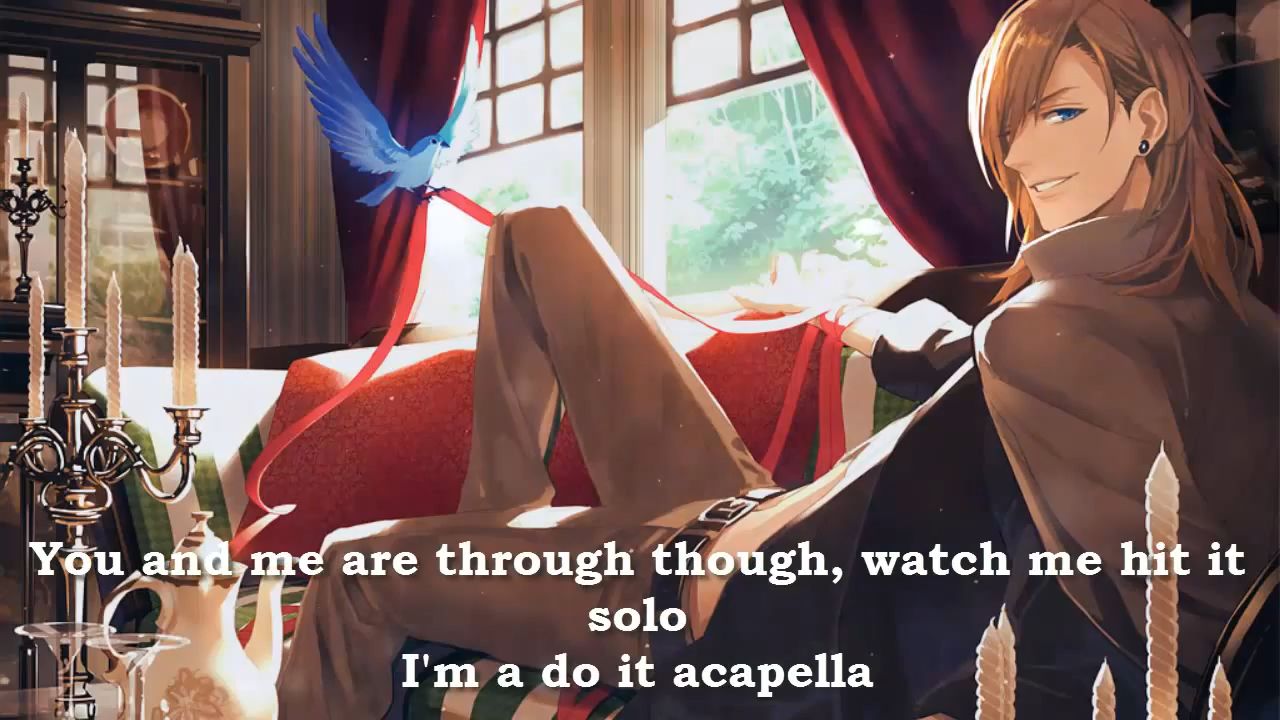 You and me are through though, watch me hit it
solo
I'm a do it acapella